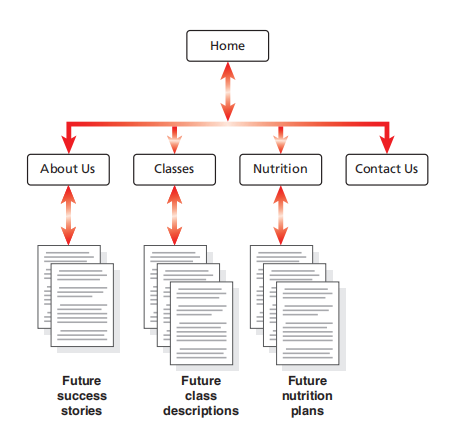 Home
About Us
Classes
Nutrition
Contact Us
Future
success
stories
Future
class
descriptions
Future
nutrition
plans